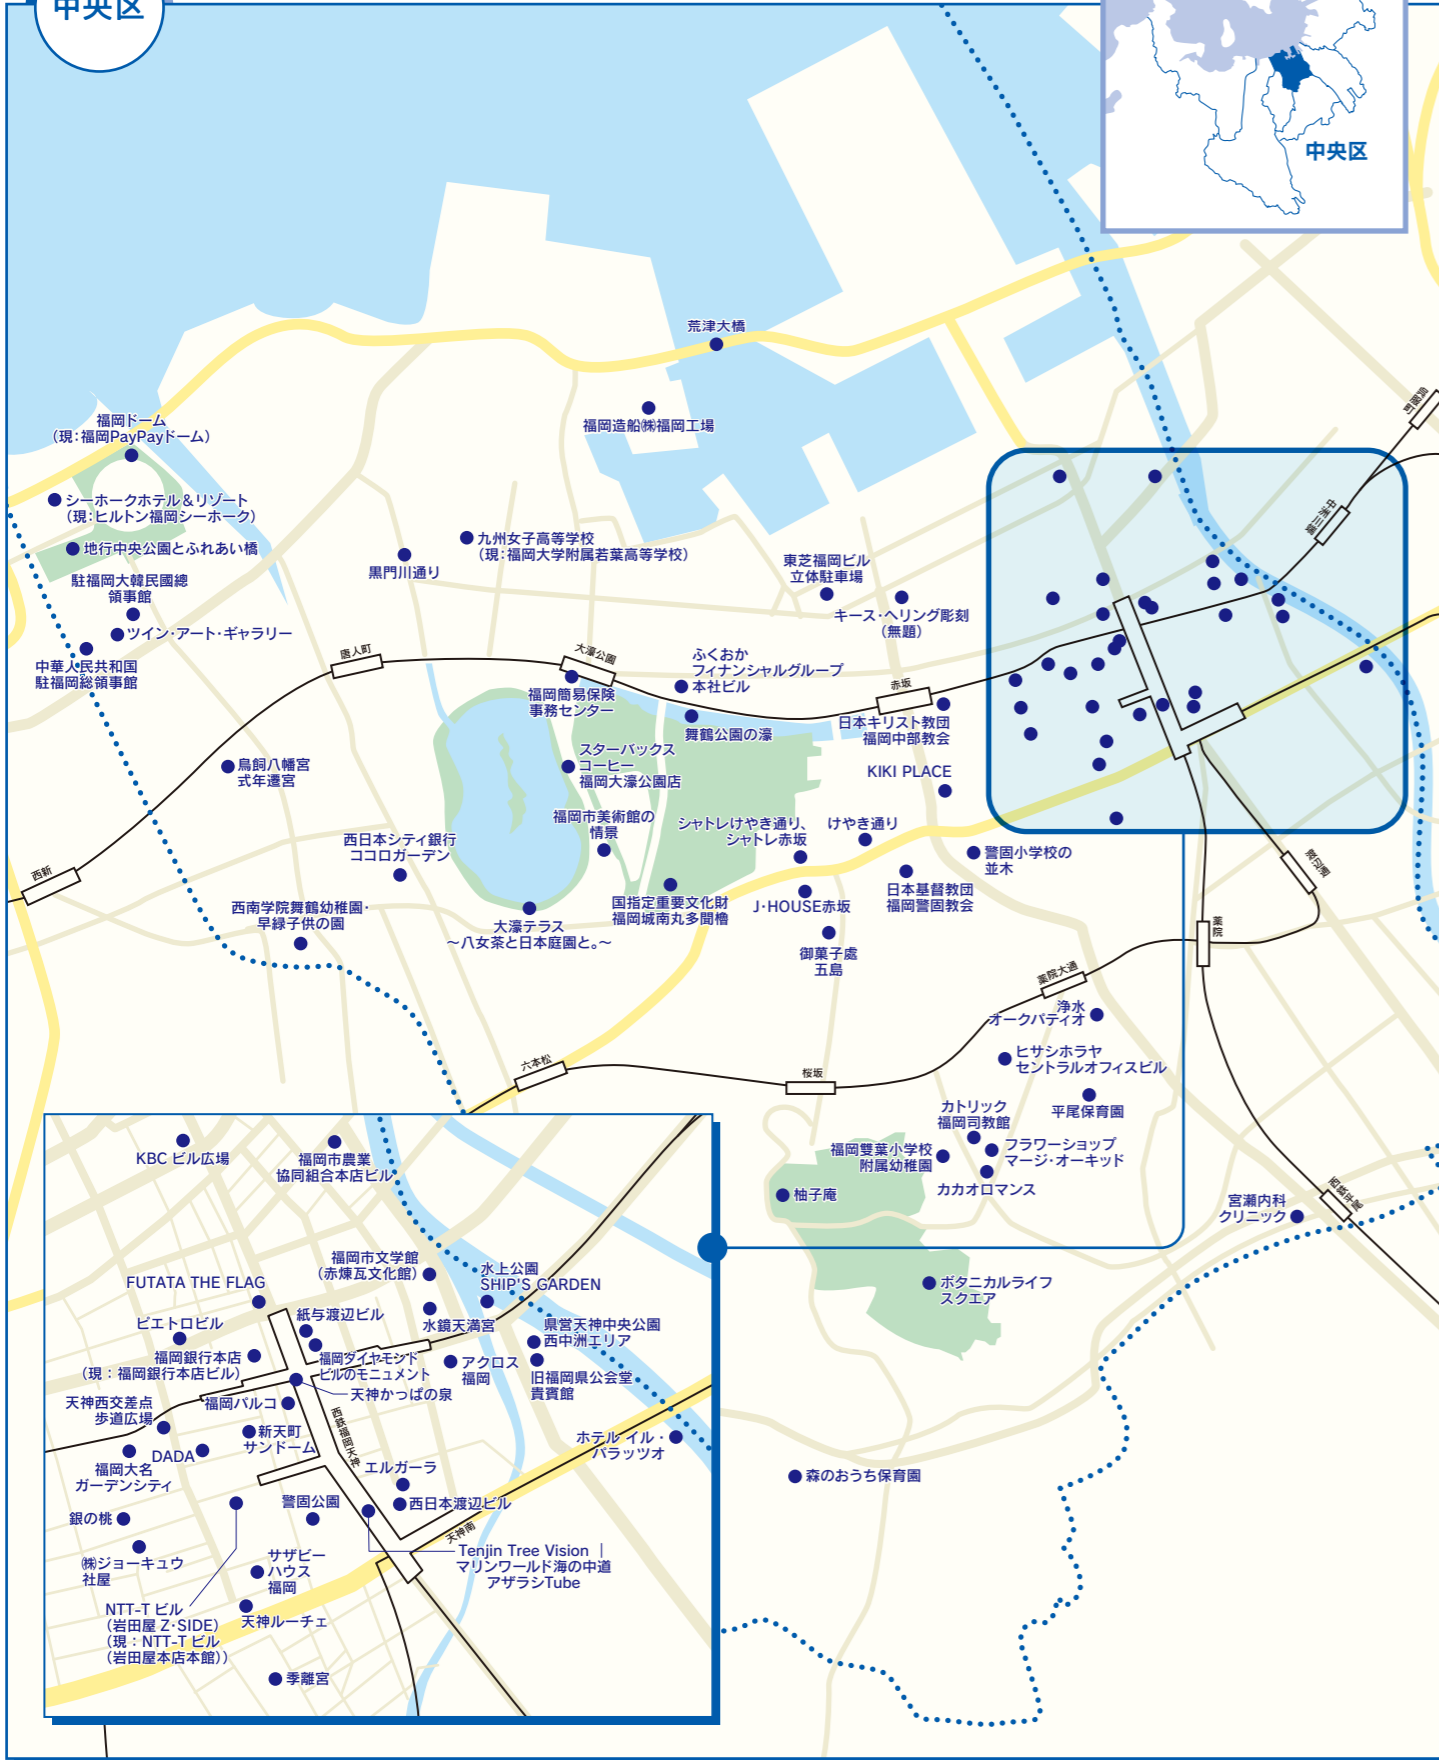 中央区
中央区
荒津大橋
福岡造船㈱福岡工場
福岡ドーム
(現：福岡PayPayドーム)
シーホークホテル＆リゾート
(現：ヒルトン福岡シーホーク)
地行中央公園とふれあい橋
駐福岡大韓民國總
領事館
ツイン・アート・ギャラリー
中華人民共和国
駐福岡総領事館
黒門川通り
九州女子高等学校
(現：福岡大学附属若葉高等学校)
東芝福岡ビル
立体駐車場
キース・ヘリング彫刻
(無題)
中洲川端
唐人町
大濠公園
福岡簡易保険
事務センター
ふくおか
フィナンシャルグループ
本社ビル
舞鶴公園の濠
赤坂
日本キリスト教団
福岡中部教会
KIKI PLACE
スターバックス
コーヒー
福岡大濠公園店
鳥飼八幡宮
式年遷宮
西日本シティ銀行
ココロガーデン
福岡市美術館の
情景
シャトレけやき通り、
シャトレ赤坂
けやき通り
警固小学校の
並木
西新
西南学院舞鶴幼稚園・
早緑子供の園
大濠テラス
～八女茶と日本庭園と。～
国指定重要文化財
福岡城南丸多聞櫓
J・HOUSE赤坂
日本基督教団
福岡警固教会
御菓子處
五島
渡辺通
薬院
薬院大通
浄水
オークパティオ
ヒサシホラヤ
セントラルオフィスビル
平尾保育園
六本松
桜坂
カトリック
福岡司教館
福岡雙葉小学校
附属幼稚園
フラワーショップ
マージ・オーキッド
カカオロマンス
柚子庵
宮瀬内科
クリニック
西鉄平尾
ボタニカルライフ
スクエア
森のおうち保育園
KBC ビル広場
福岡市農業
協同組合本店ビル
福岡市文学館
(赤煉瓦文化館)
水上公園
SHIP'S GARDEN
FUTATA THE FLAG
紙与渡辺ビル
水鏡天満宮
県営天神中央公園
西中洲エリア
ピエトロビル
福岡銀行本店
(現：福岡銀行本店ビル)
福岡ダイヤモンド
ビルのモニュメント
アクロス
福岡
旧福岡県公会堂
貴賓館
天神かっぱの泉
福岡パルコ
天神西交差点
歩道広場
新天町
サンドーム
西鉄福岡天神
ホテル イル・
パラッツオ
DADA
福岡大名
ガーデンシティ
エルガーラ
西日本渡辺ビル
警固公園
銀の桃
天神南
㈱ジョーキュウ
社屋
サザビー
ハウス
福岡
Tenjin Tree Vision ｜
マリンワールド海の中道
アザラシTube
NTT-T ビル
(岩田屋 Z・SIDE)
(現：NTT-T ビル
(岩田屋本店本館))
天神ルーチェ
季離宮